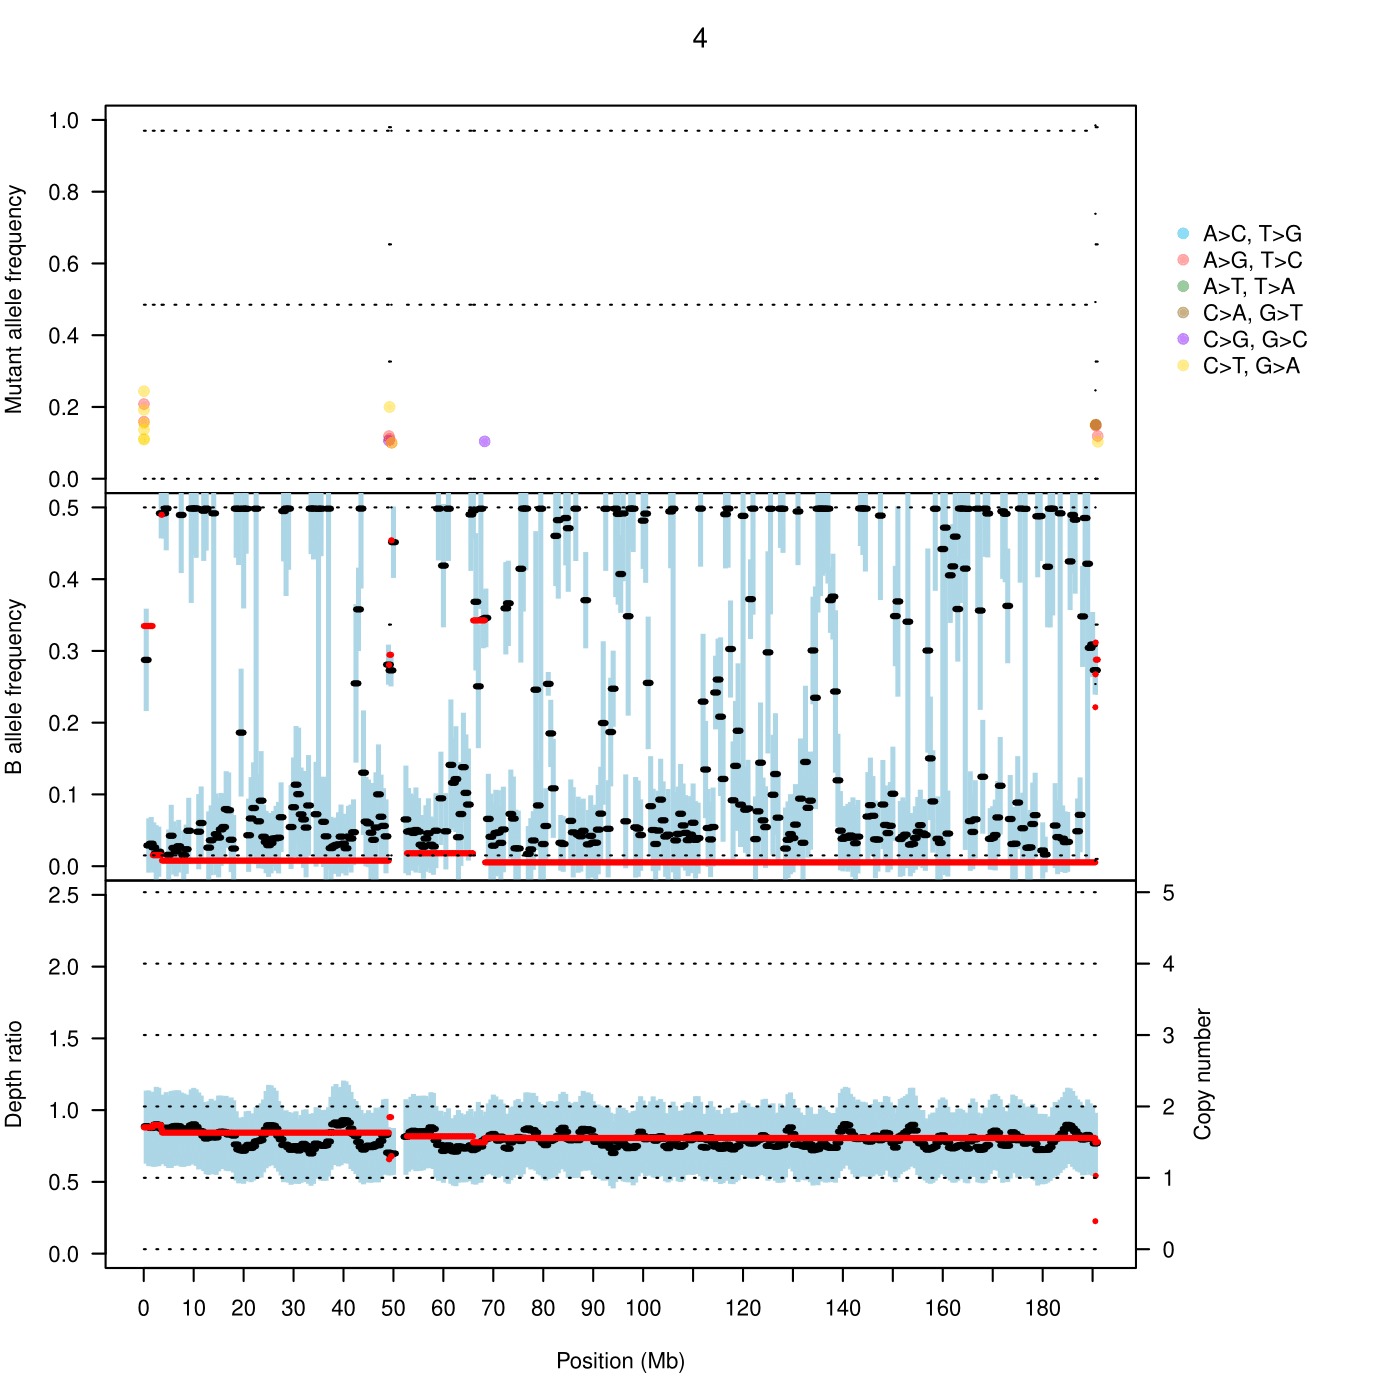 4
Mutant allele frequency
1.0
0.8
0.6
0.4
0.2
0.0
A>C, T>G
A>G, T>C
A>T, T>A
C>A, G>T
C>G, G>C
C>T, G>A
B allele frequency
0.5
0.4
0.3
0.2
0.1
0.0
Depth ratio
2.5
2.0
1.5
1.0
0.5
0.0
5
4
3
2
1
0
Copy number
0 10 20 30 40 50 60 70 80 90 100 120 140 160 180
Position (Mb)